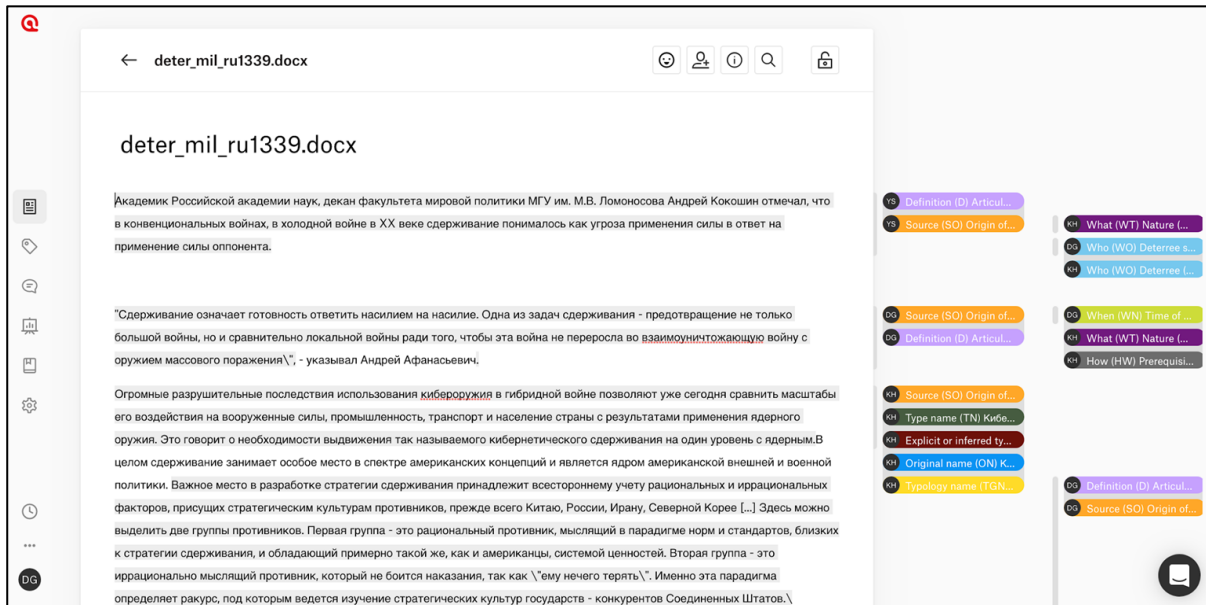 deter_mil_ru1339.docx
deter_mil_ru1339.docx
Академик Российской академии наук, декан факультета мировой политики МГУ им. М.В. Ломоносова Андрей Кокошин отмечал, что
в конвенциональных войнах, в холодной войне в XX веке сдерживание понималось как угроза применения силы в ответ на
применение силы оппонента.
YS Definition (D) Articul...
YS Source (SO) Origin of...
KH What (WT) Nature (...
DG Who (WO) Deterree s...
KH Who (WO) Deterree (...
"Сдерживание означает готовность ответить насилием на насилие. Одна из задач сдерживания - предотвращение не только
большой войны, но и сравнительно локальной войны ради того, чтобы эта война не переросла во взаимоуничтожающую войну с
оружием массового поражения\", - указывал Андрей Афанасьевич.
DG Source (SO) Origin of...
DG Definition (D) Articul...
DG When (WN) Time of ...
KH What (WT) Nature (...
KH How (HW) Prerequisi...
Огромные разрушительные последствия использования кибероружия в гибридной войне позволяют уже сегодня сравнить масштабы
его воздействия на вооруженные силы, промышленность, транспорт и население страны с результатами применения ядерного
оружия. Это говорит о необходимости выдвижения так называемого кибернетического сдерживания на один уровень с ядерным.В
целом сдерживание занимает особое место в спектре американских концепций и является ядром американской внешней и военной
политики. Важное место в разработке стратегии сдерживания принадлежит всестороннему учету рациональных и иррациональных
факторов, присущих стратегическим культурам противников, прежде всего Китаю, России, Ирану, Северной Корее [...] Здесь можно
выделить две группы противников. Первая группа - это рациональный противник, мыслящий в парадигме норм и стандартов, близких
к стратегии сдерживания, и обладающий примерно такой же, как и американцы, системой ценностей. Вторая группа - это
иррационально мыслящий противник, который не боится наказания, так как \"ему нечего терять\". Именно эта парадигма
определяет ракурс, под которым ведется изучение стратегических культур государств - конкурентов Соединенных Штатов.\
KH Source (SO) Origin of...
KH Type name (TN) Кибе...
KH Explicit or inferred ty...
KH Original name (ON) К...
KH Typology name (TGN...
DG Definition (D) Articul...
DG Source (SO) Origin of...
DG